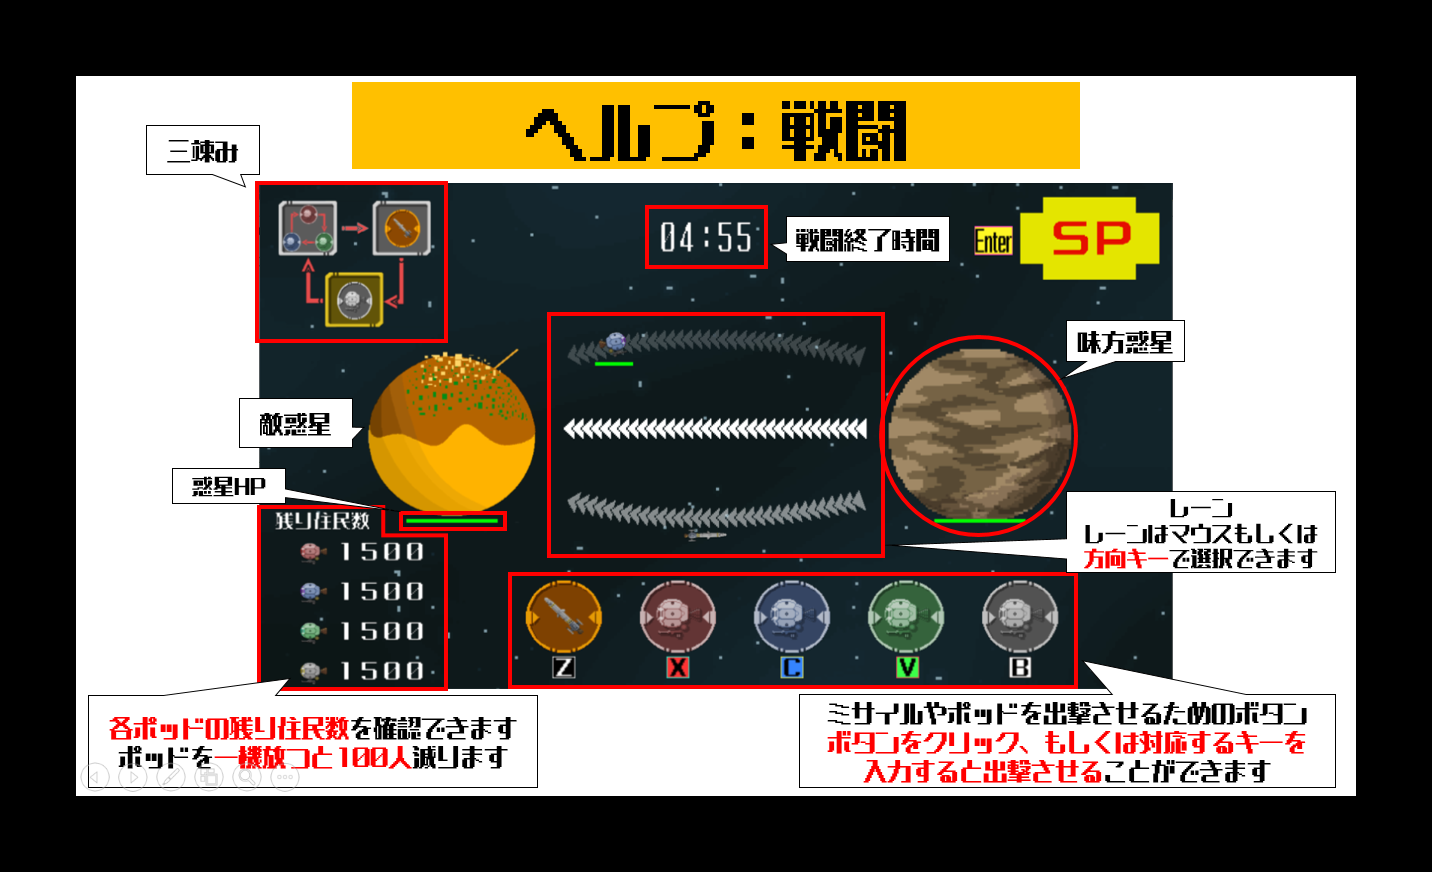 ヘルプ：戦闘
三竦み
04:55
戦闘終了時間
Enter
SP
味方惑星
敵惑星
惑星HP
レーン
レーンはマウスもしくは
方向キーで選択できます
残り住民数
1500
1500
1500
1500
Z
X
C
V
B
各ポッドの残り住民数を確認できます
ポッドを一機放つと100人減ります
ミサイルやポッドを出撃させるためのボタン
ボタンをクリック、もしくは対応するキーを
入力すると出撃させることができます